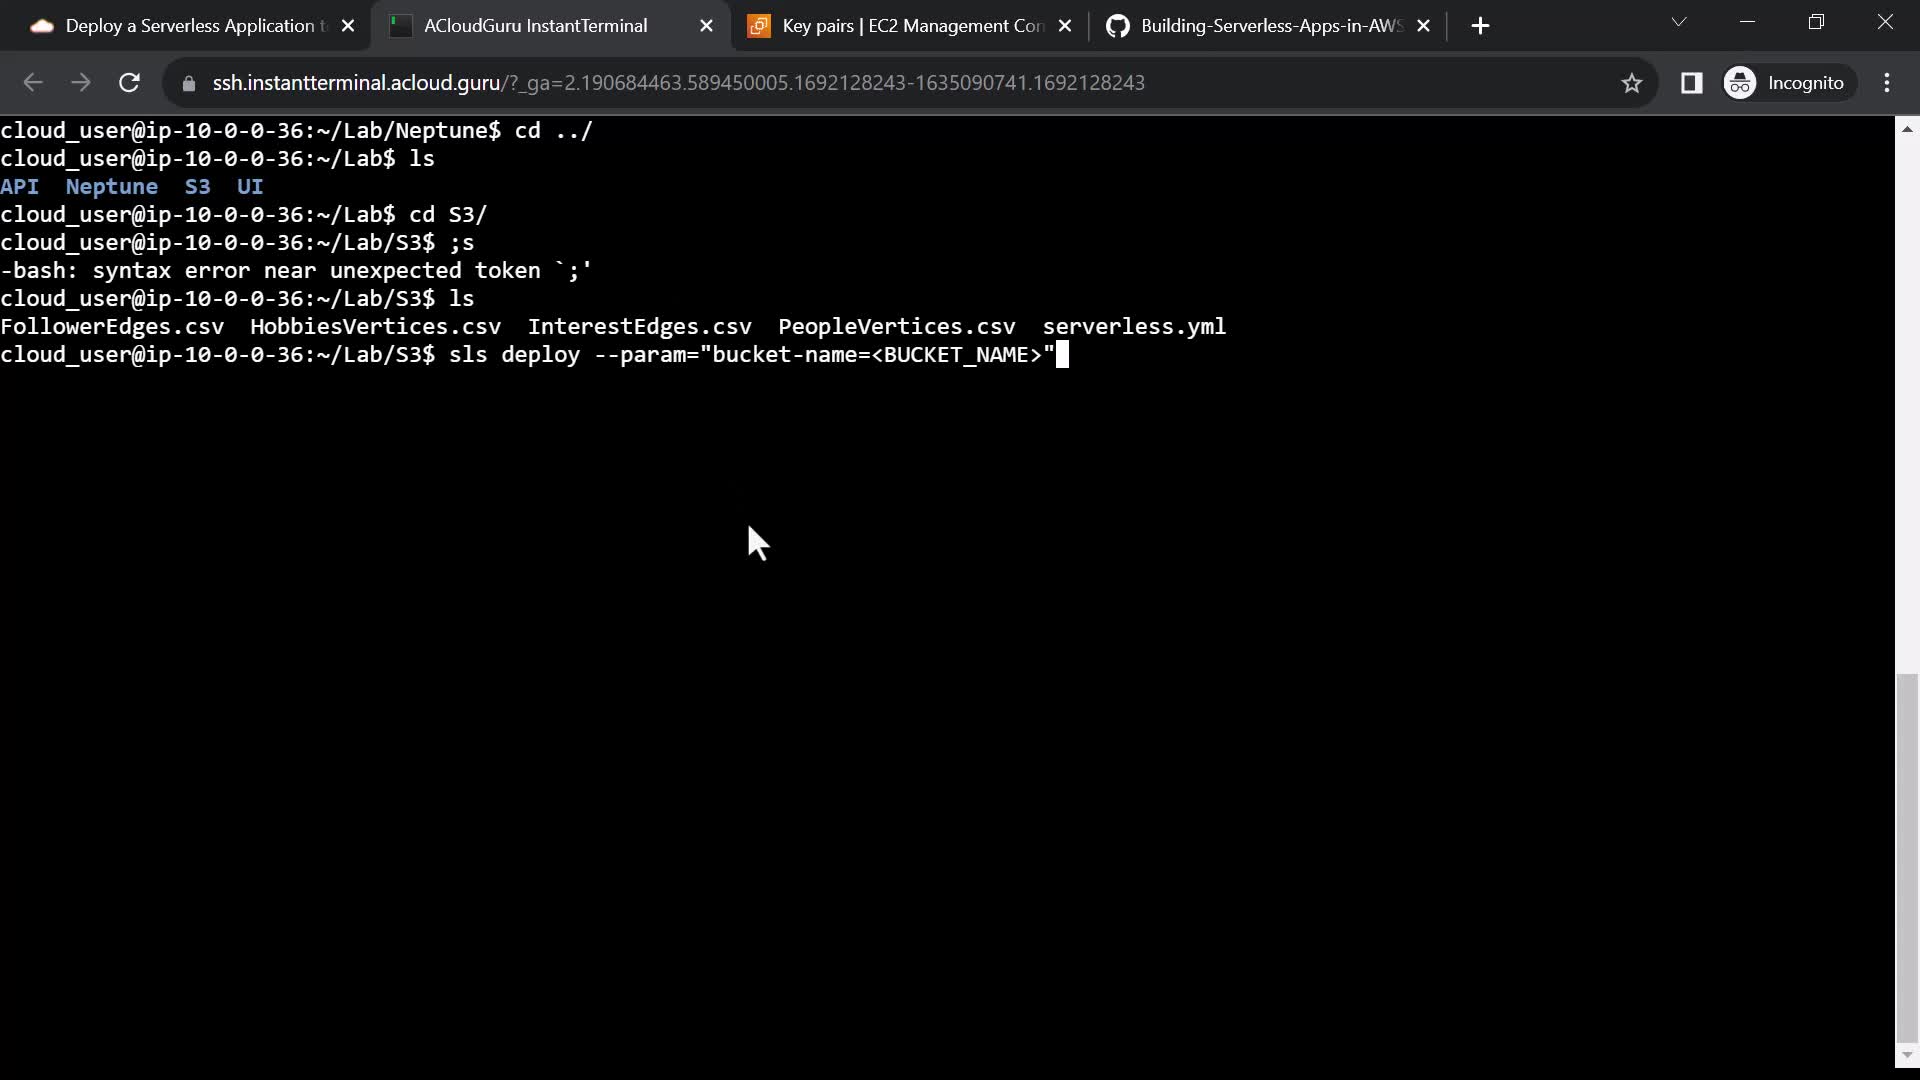 Deploy a Serverless Application t
ACloudGuru InstantTerminal
Key pairs | EC2 Management Con
Building-Serverless-Apps-in-AWS
ssh.instantterminal.acloud.guru/?_ga=2.190684463.589450005.1692128243-1635090741.1692128243
Incognito
cloud_user@ip-10-0-0-36:~/Lab/Neptune$ cd ../
cloud_user@ip-10-0-0-36:~/Lab$ ls
API  Neptune  S3  UI
cloud_user@ip-10-0-0-36:~/Lab$ cd S3/
cloud_user@ip-10-0-0-36:~/Lab/S3$ ;s
-bash: syntax error near unexpected token `;'
cloud_user@ip-10-0-0-36:~/Lab/S3$ ls
FollowerEdges.csv  HobbiesVertices.csv  InterestEdges.csv  PeopleVertices.csv  serverless.yml
cloud_user@ip-10-0-0-36:~/Lab/S3$ sls deploy --param="bucket-name=<BUCKET_NAME>"